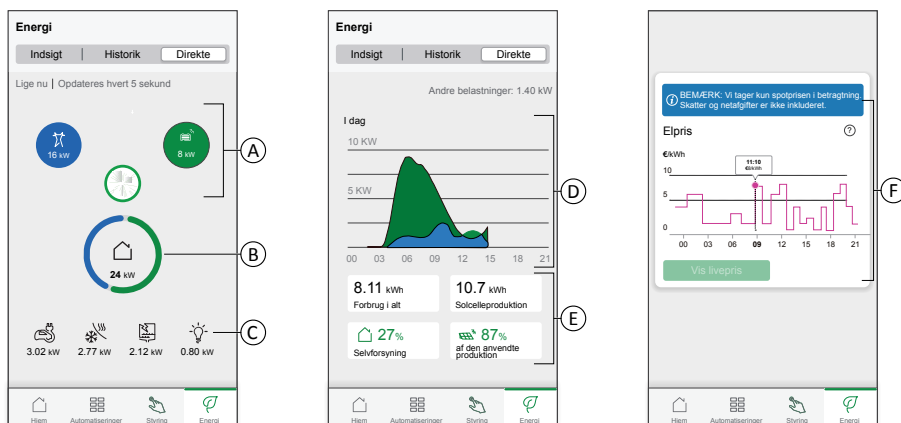 Energi
Indsigt | Historik Direkte
Lige nu | Opdateres hvert 5 sekund
16 kW
8 kW
A
24 kW
B
3.02 kW 2.77 kW 2.12 kW 0.80 kW
C
Hjem Automatiseringer Styring Energi
Energi
Indsigt | Historik Direkte
Andre belastninger: 1.40 kW
I dag
10 KW
5 KW
00 03 06 09 12 15 18 21
D
8.11 kWh
Forbrug i alt
10.7 kWh
Solcelleproduktion
27%
Selvforsyning
87%
af den anvendte
produktion
E
Hjem Automatiseringer Styring Energi
BEMÆRK: Vi tager kun spotprisen i betragtning.
Skatter og netafgifter er ikke inkluderet.
Elpris ?
€/kWh
11:10
€/kWh
10
5
0
00 03 06 09 12 15 18 21
Vis livepris
F
Hjem Automatiseringer Styring Energi